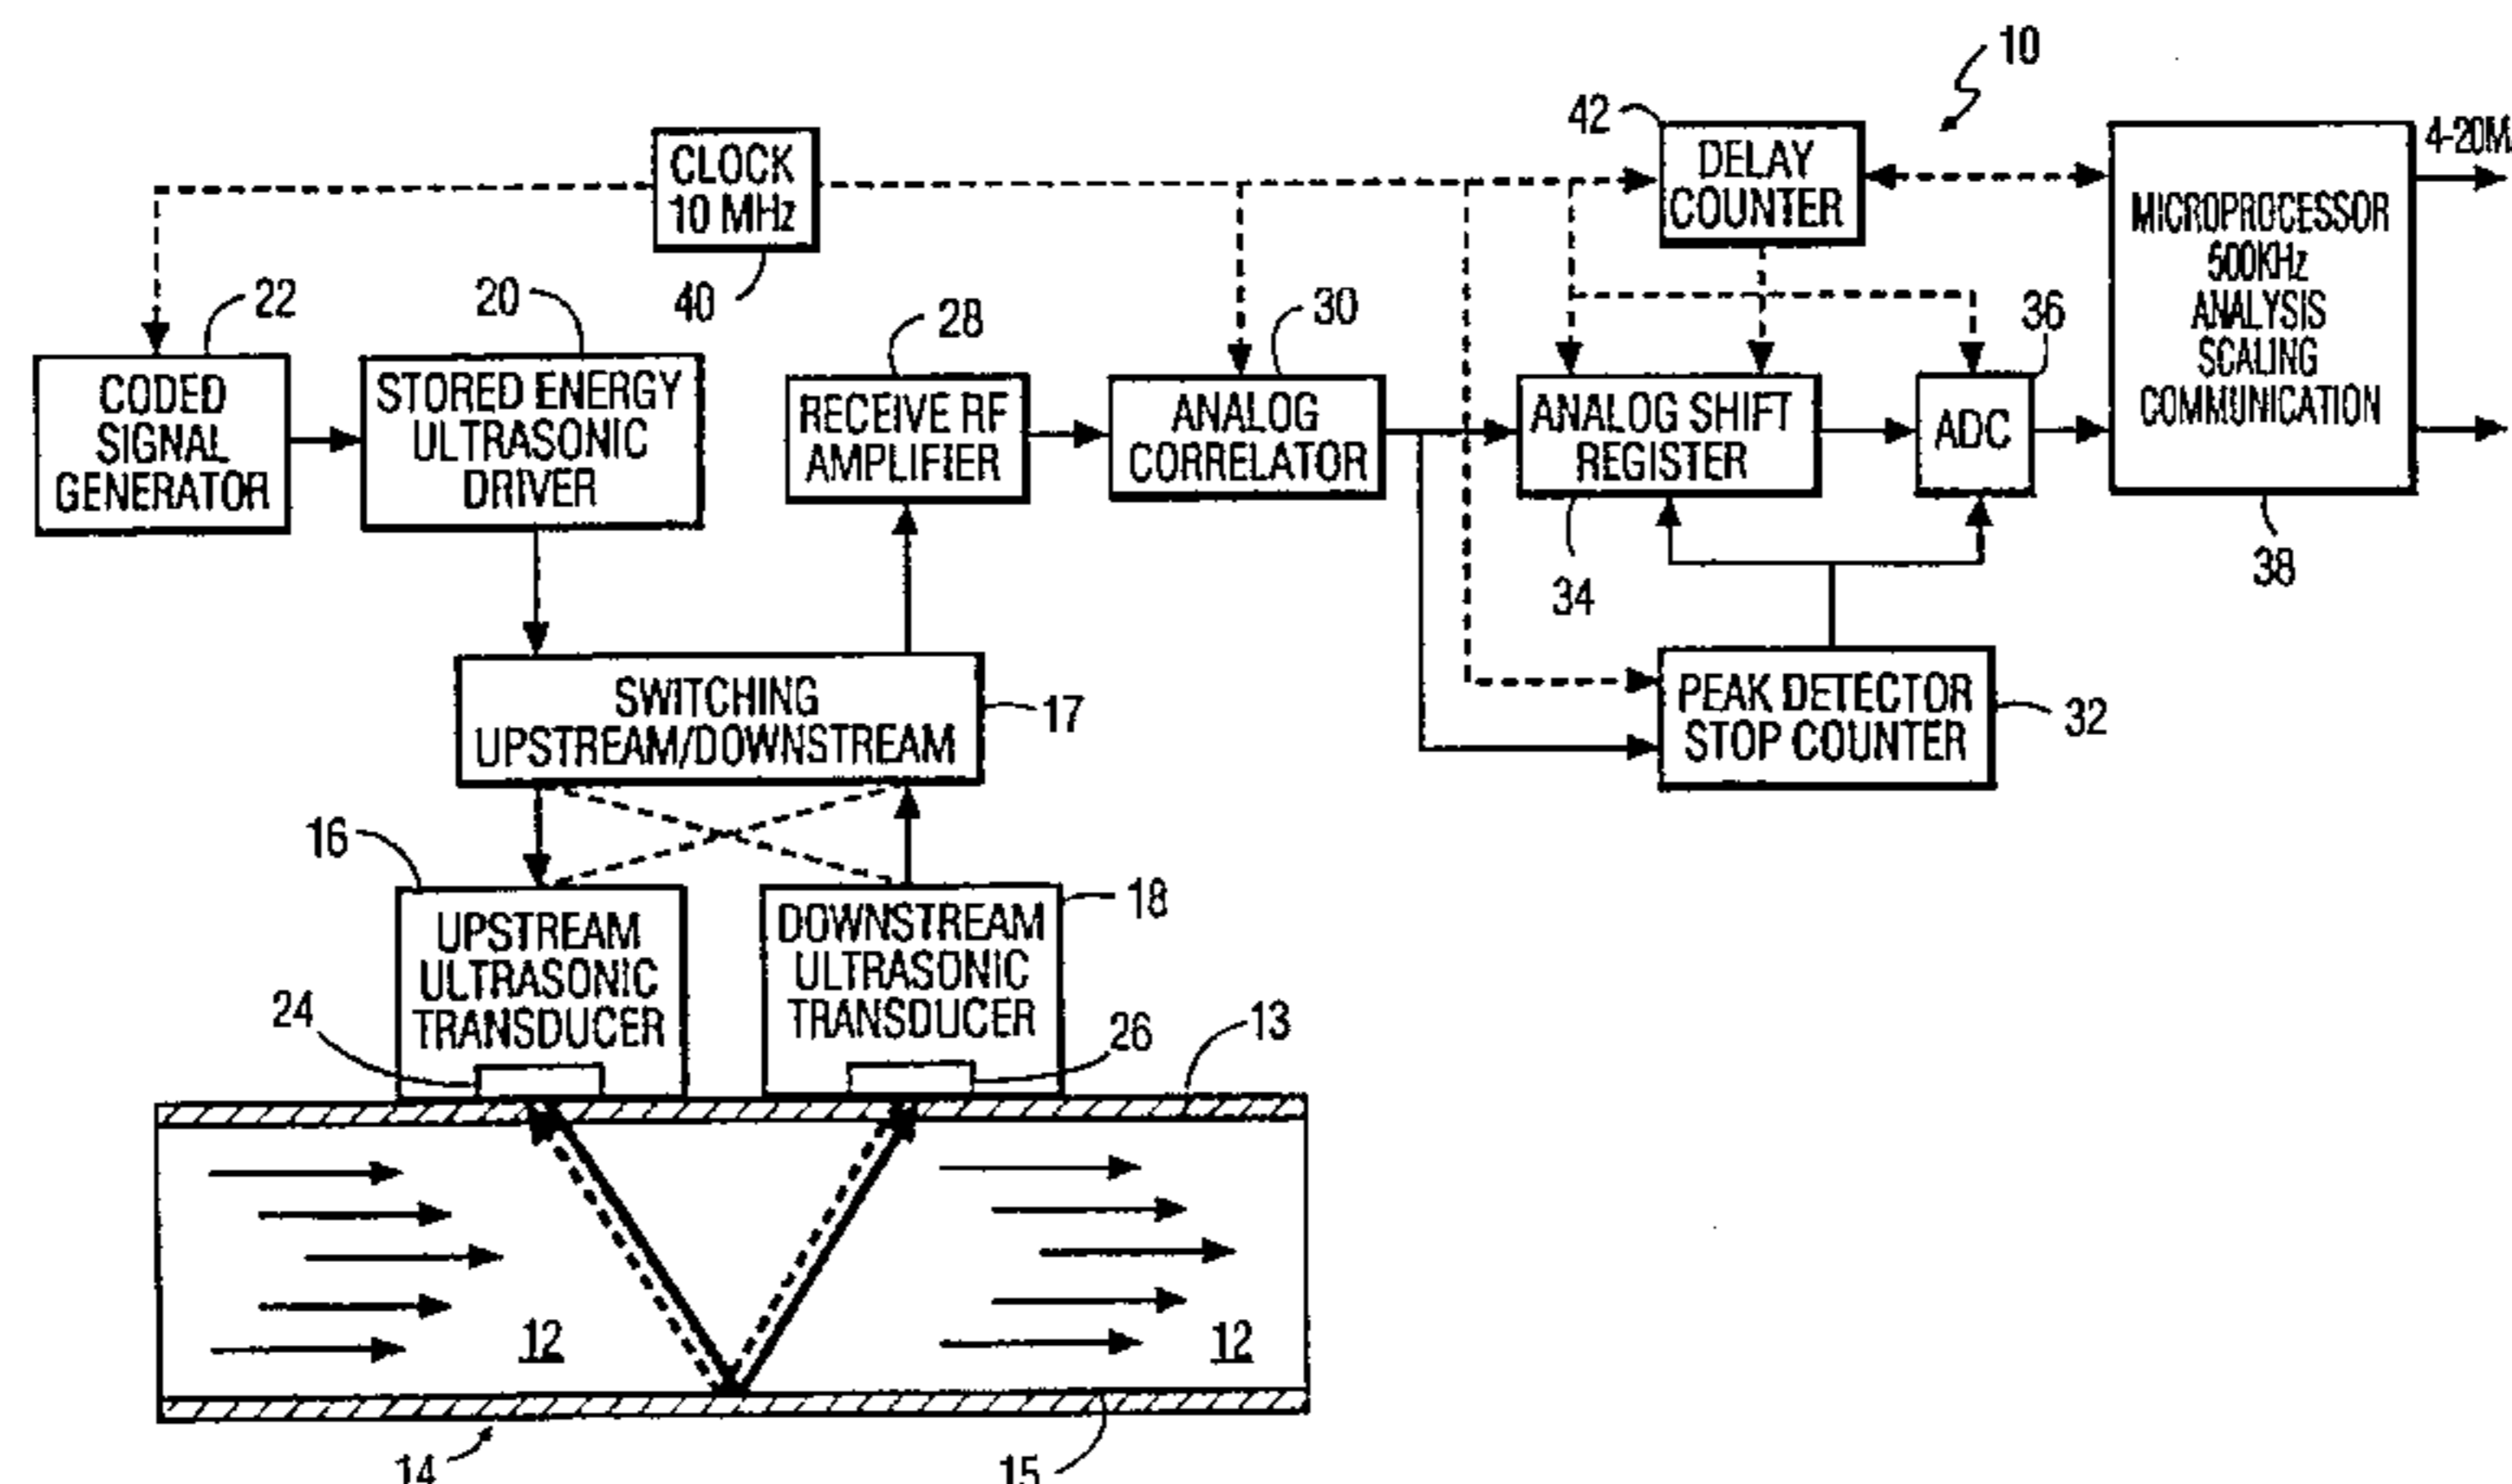 10
42
CLOCK
10 MHz
40
DELAY
COUNTER
4-20M
MICROPROCESSOR
500KHz
ANALYSIS
SCALING
COMMUNICATION
38
22
20
28
30
36
CODED
SIGNAL
GENERATOR
STORED ENERGY
ULTRASONIC
DRIVER
RECEIVE RF
AMPLIFIER
ANALOG
CORRELATOR
ANALOG SHIFT
REGISTER
34
ADC
SWITCHING
UPSTREAM/DOWNSTREAM
17
PEAK DETECTOR
STOP COUNTER
32
16
UPSTREAM
ULTRASONIC
TRANSDUCER
24
DOWNSTREAM
ULTRASONIC
TRANSDUCER
18
26
13
12
12
14
15